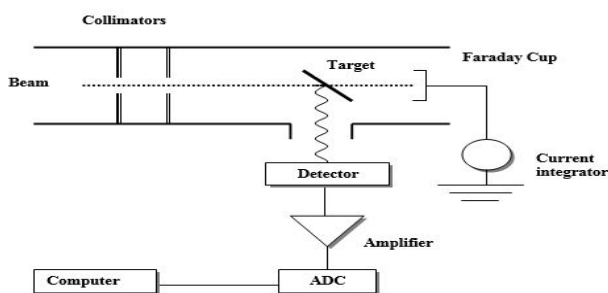 Collimators
Target
Faraday Cup
Beam
Current
integrator
Detector
Amplifier
Computer
ADC